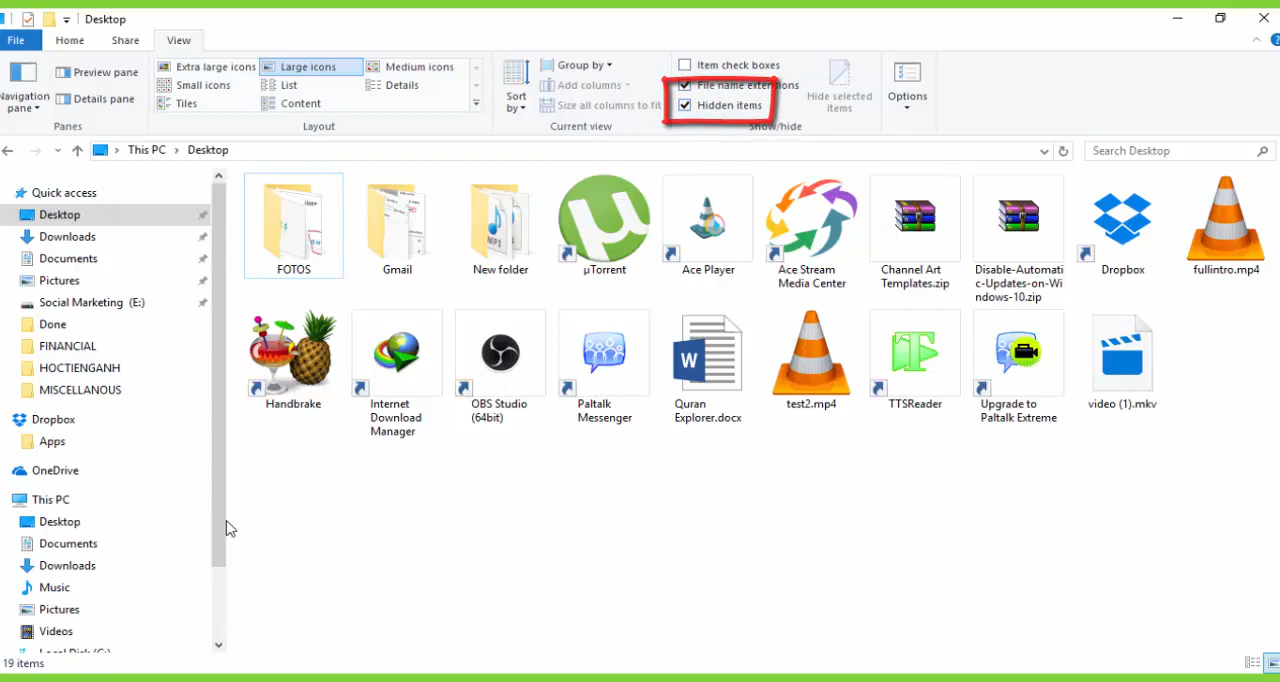 Desktop
File
Home
Share
View
Navigation pane
Preview pane
Details pane
Panes
Extra large icons
Large icons
Medium icons
Small icons
List
Details
Tiles
Content
Layout
Sort by
Group by
Add columns
Size all columns to fit
Current view
Item check boxes
File name extensions
Hidden items
Hide selected
items
Show/hide
Options
This PC > Desktop
Search Desktop
Quick access
Desktop
Downloads
Documents
Pictures
Social Marketing (E:)
Done
FINANCIAL
HOCTIENGANH
MISCELLANOUS
Dropbox
Apps
OneDrive
This PC
Desktop
Documents
Downloads
Music
Pictures
Videos
Local Disk (C:)
FOTOS
Gmail
New folder
µTorrent
Ace Player
Ace Stream
Media Center
Channel Art
Templates.zip
Disable-Automati
c-Updates-on-Wi
ndows-10.zip
Dropbox
fullintro.mp4
Handbrake
Internet
Download
Manager
OBS Studio
(64bit)
Paltalk
Messenger
Quran
Explorer.docx
test2.mp4
TTSReader
Upgrade to
Paltalk Extreme
video (1).mkv
19 items